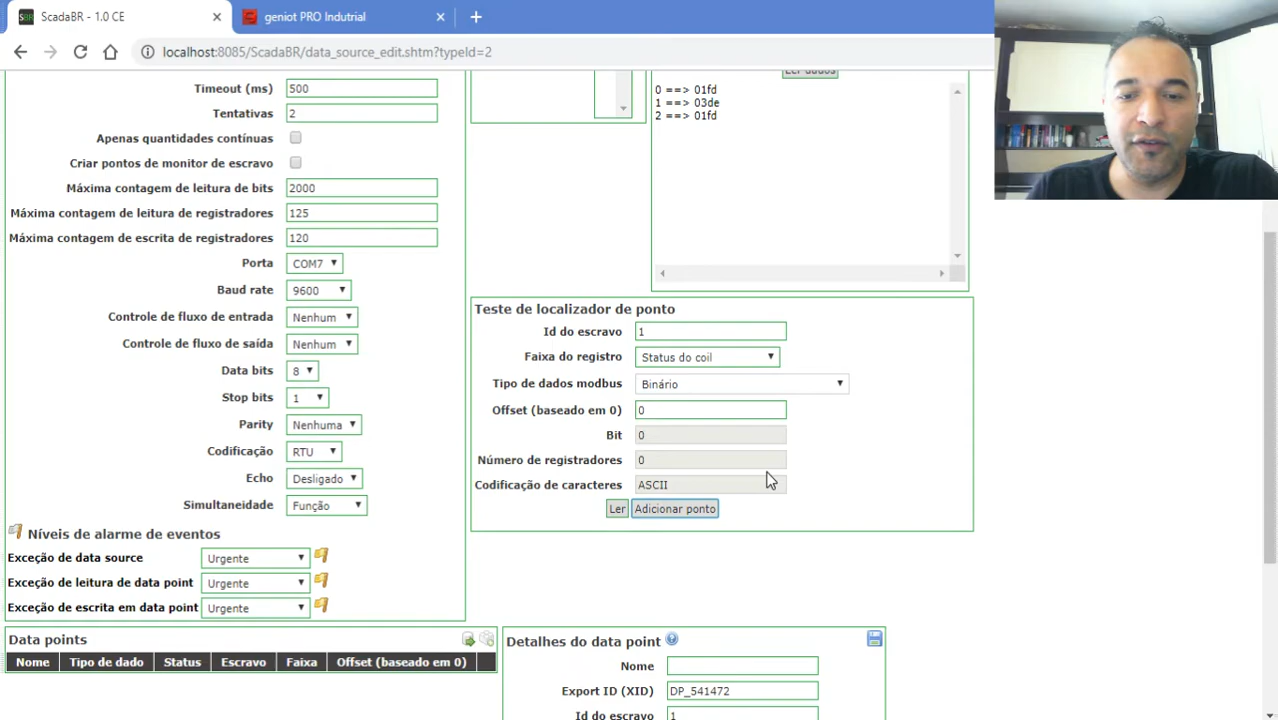 ScadaBR - 1.0 CE
geniot PRO Indutrial
localhost:8085/ScadaBR/data_source_edit.shtm?typeId=2
Timeout (ms) 500
Tentativas 2
Apenas quantidades contínuas
Criar pontos de monitor de escravo
Máxima contagem de leitura de bits 2000
Máxima contagem de leitura de registradores 125
Máxima contagem de escrita de registradores 120
Porta COM7
Baud rate 9600
Controle de fluxo de entrada Nenhum
Controle de fluxo de saída Nenhum
Data bits 8
Stop bits 1
Parity Nenhuma
Codificação RTU
Echo Desligado
Simultaneidade Função
Níveis de alarme de eventos
Exceção de data source Urgente
Exceção de leitura de data point Urgente
Exceção de escrita em data point Urgente
Ler dados
0 ==> 01fd
1 ==> 03de
2 ==> 01fd
Teste de localizador de ponto
Id do escravo 1
Faixa do registro Status do coil
Tipo de dados modbus Binário
Offset (baseado em 0) 0
Bit 0
Número de registradores 0
Codificação de caracteres ASCII
Ler Adicionar ponto
Data points
Nome Tipo de dado Status Escravo Faixa Offset (baseado em 0)
Detalhes do data point
Nome
Export ID (XID) DP_541472
Id do escravo 1